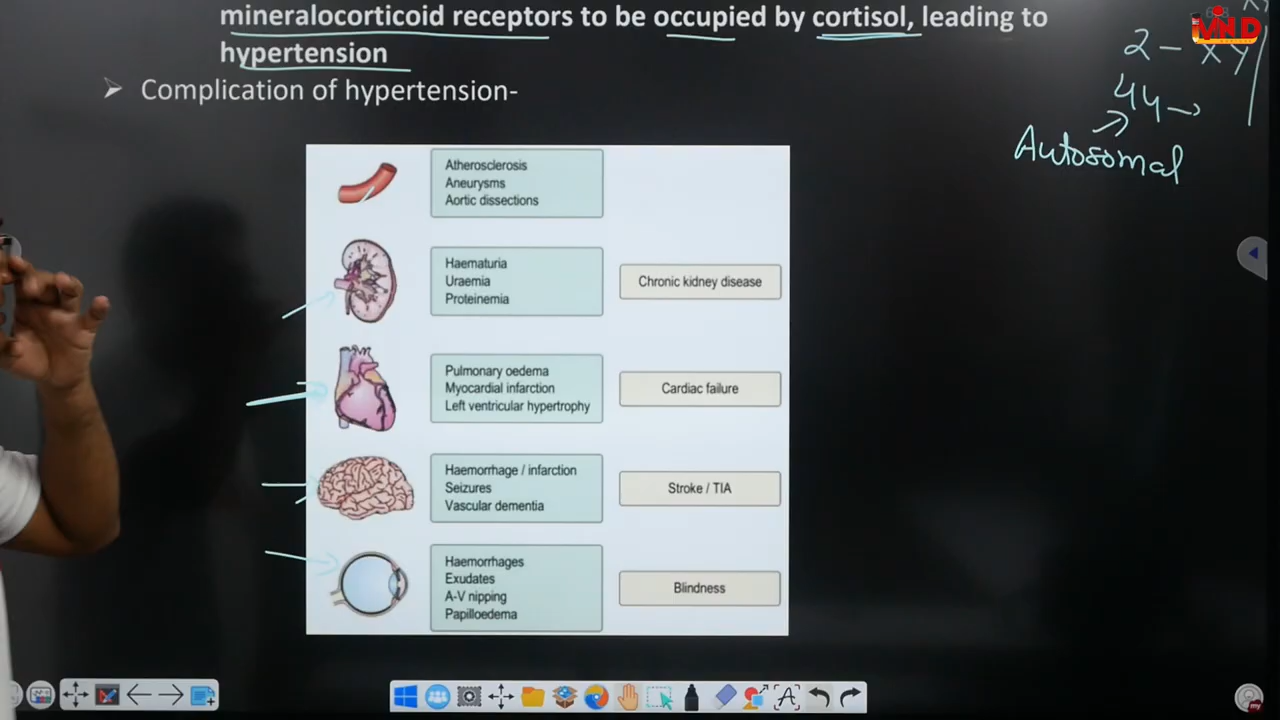 mineralocorticoid receptors to be occupied by cortisol, leading to
hypertension
➢ Complication of hypertension-
Atherosclerosis
Aneurysms
Aortic dissections
Haematuria
Uraemia
Proteinemia
Chronic kidney disease
Pulmonary oedema
Myocardial infarction
Left ventricular hypertrophy
Cardiac failure
Haemorrhage / infarction
Seizures
Vascular dementia
Stroke / TIA
Haemorrhages
Exudates
A-V nipping
Papilloedema
Blindness
2 - xy
44 →
Autosomal